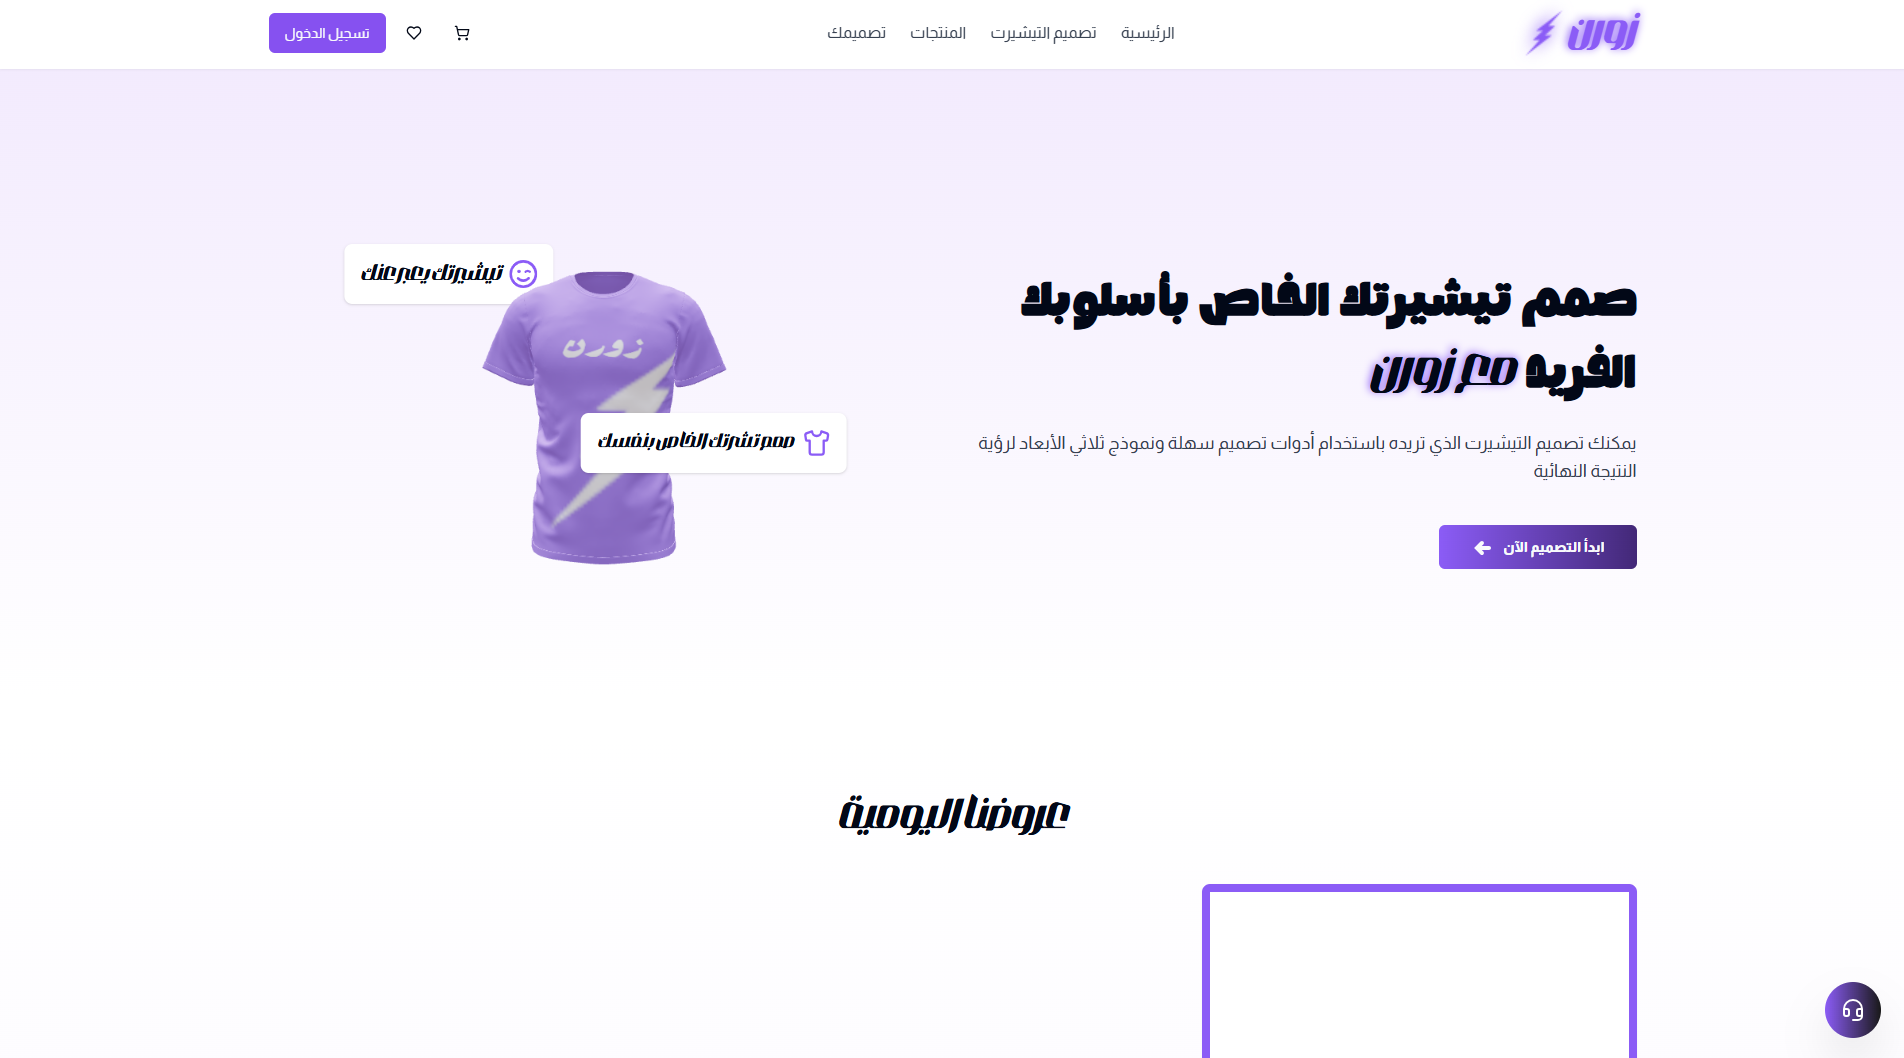 زورن
الرئيسية
تصميم التيشيرت
المنتجات
تصميمك
تسجيل الدخول
صمم تيشيرتك الخاص بأسلوبك
الفريد مع زورن
يمكنك تصميم التيشيرت الذي تريده باستخدام أدوات تصميم سهلة ونموذج ثلاثي الأبعاد لرؤية
النتيجة النهائية
ابدأ التصميم الآن
تيشيرتك يعبر عنك
زورن
صمم تشرتك الخاص بنفسك
عروضنا اليومية